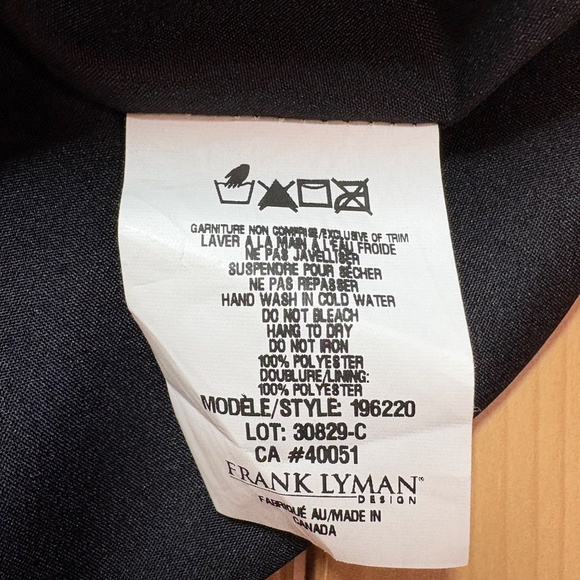 GARNITURE NON COMPRISE/EXCLUSIVE OF TRIM
LAVER A LA MAIN A L'EAU FROIDE
NE PAS JAVELLISER
SUSPENDRE POUR SÉCHER
NE PAS REPASSER
HAND WASH IN COLD WATER
DO NOT BLEACH
HANG TO DRY
DO NOT IRON
100% POLYESTER
DOUBLURE/LINING:
100% POLYESTER
MODÈLE/STYLE: 196220
LOT: 30829-C
CA #40051
FRANK LYMAN
DESIGN
FABRIQUÉ AU/MADE IN
CANADA